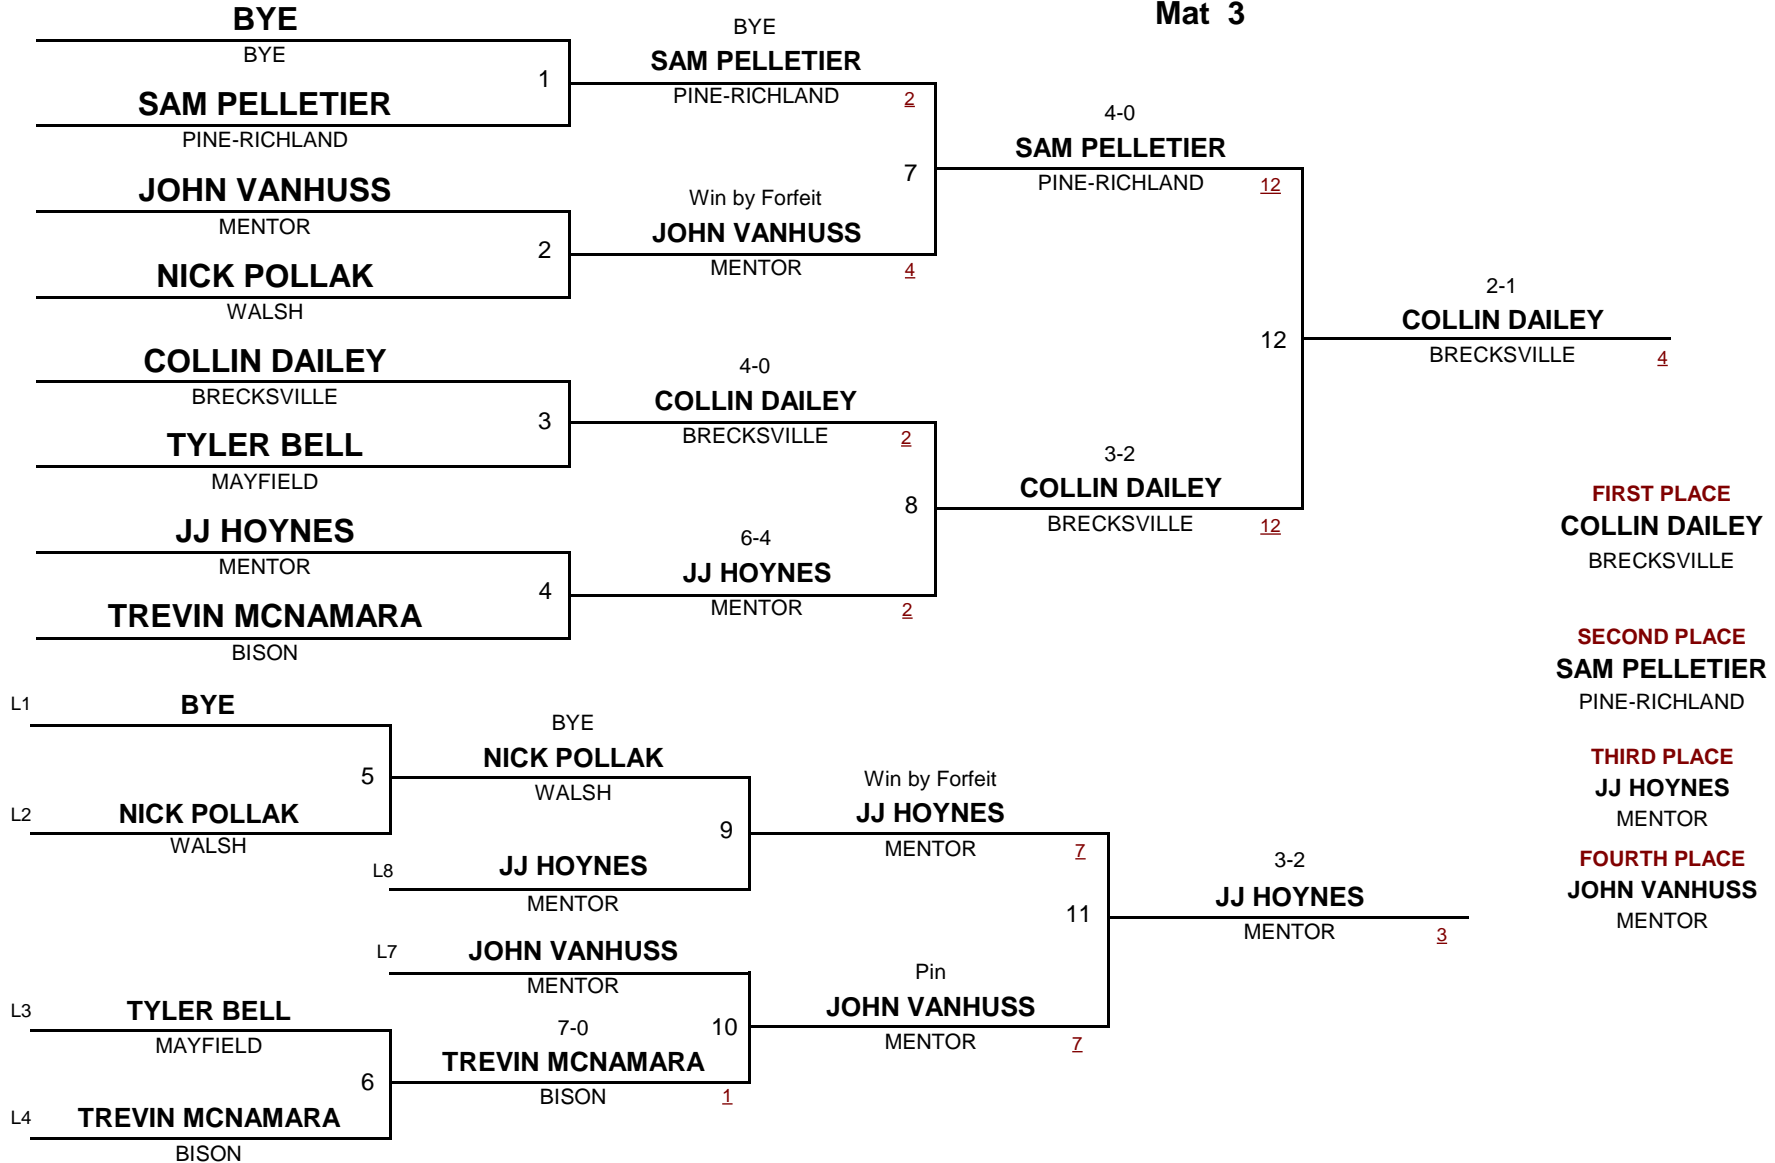 Mat 3
BYE
BYE
1
SAM PELLETIER
PINE-RICHLAND
JOHN VANHUSS
MENTOR
2
NICK POLLAK
WALSH
COLLIN DAILEY
BRECKSVILLE
3
TYLER BELL
MAYFIELD
JJ HOYNES
MENTOR
4
TREVIN MCNAMARA
BISON
BYE
SAM PELLETIER
PINE-RICHLAND 2
7
Win by Forfeit
JOHN VANHUSS
MENTOR 4
4-0
COLLIN DAILEY
BRECKSVILLE 2
8
6-4
JJ HOYNES
MENTOR 2
4-0
SAM PELLETIER
PINE-RICHLAND 12
12
3-2
COLLIN DAILEY
BRECKSVILLE 12
2-1
COLLIN DAILEY
BRECKSVILLE 4
FIRST PLACE
COLLIN DAILEY
BRECKSVILLE
SECOND PLACE
SAM PELLETIER
PINE-RICHLAND
THIRD PLACE
JJ HOYNES
MENTOR
FOURTH PLACE
JOHN VANHUSS
MENTOR
L1 BYE
5
L2 NICK POLLAK
WALSH
L3 TYLER BELL
MAYFIELD
6
L4 TREVIN MCNAMARA
BISON
BYE
NICK POLLAK
WALSH
9
L8 JJ HOYNES
MENTOR
L7 JOHN VANHUSS
MENTOR
10
7-0
TREVIN MCNAMARA
BISON 1
Win by Forfeit
JJ HOYNES
MENTOR 7
11
Pin
JOHN VANHUSS
MENTOR 7
3-2
JJ HOYNES
MENTOR 3